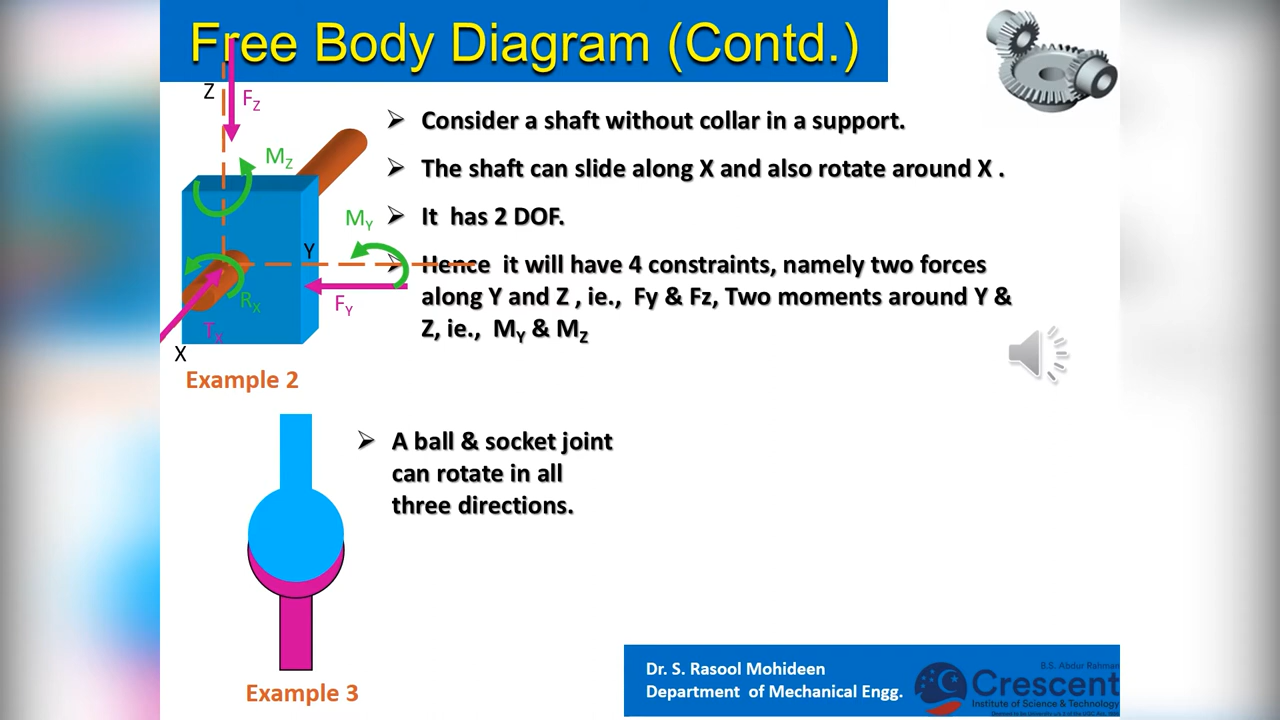 Free Body Diagram (Contd.)
Z
FZ
MZ
MY
Y
FY
RX
TX
X
Example 2
➢ Consider a shaft without collar in a support.
➢ The shaft can slide along X and also rotate around X .
➢ It has 2 DOF.
➢ Hence it will have 4 constraints, namely two forces
along Y and Z , ie., Fy & Fz, Two moments around Y &
Z, ie., MY & MZ
➢ A ball & socket joint
can rotate in all
three directions.
Example 3
Dr. S. Rasool Mohideen
Department of Mechanical Engg.
B.S. Abdur Rahman
Crescent
Institute of Science & Technology